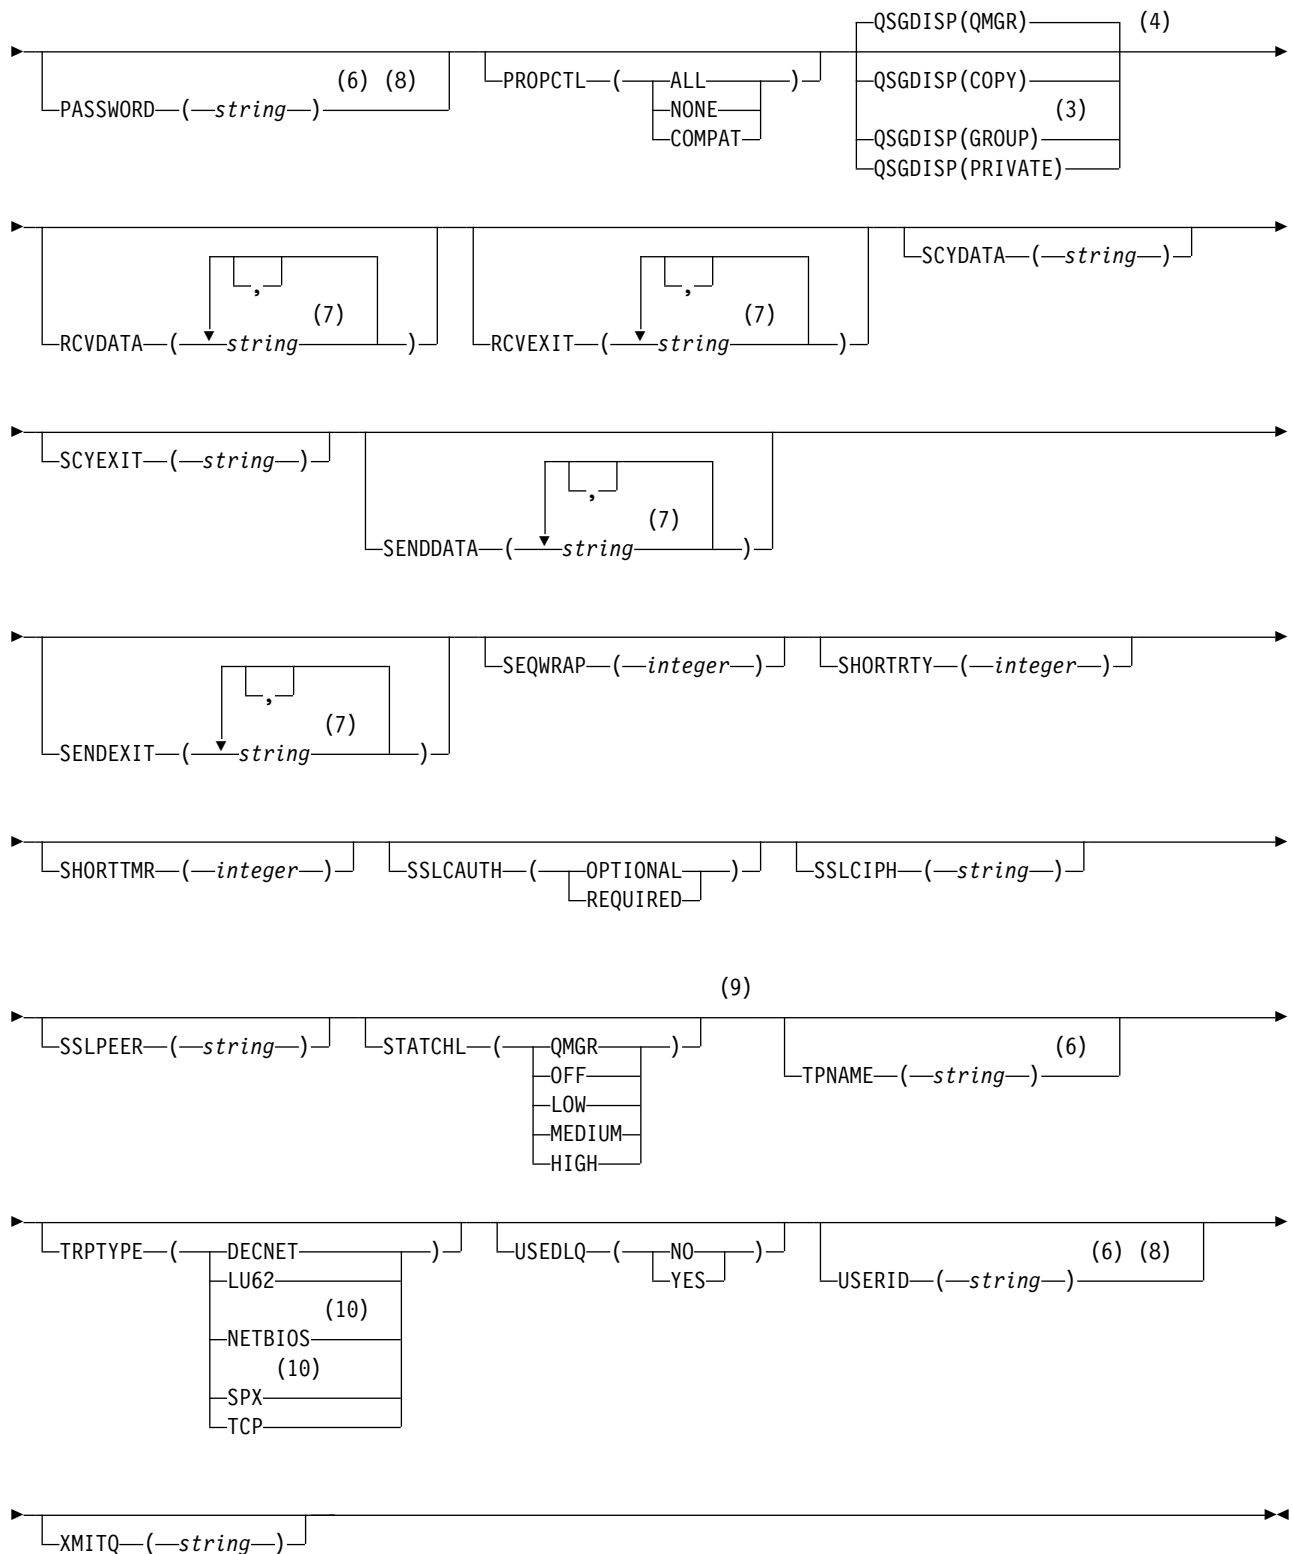 QSGDISP(QMGR) (4)
(6) (8) QSGDISP(COPY)
PASSWORD ( string ) PROPCTL ( ALL )
NONE (3)
COMPAT QSGDISP(GROUP)
QSGDISP(PRIVATE)
, , SCYDATA ( string )
(7) (7)
RCVDATA ( string ) RCVEXIT ( string )
SCYEXIT ( string ) ,
(7)
SENDDATA ( string )
, SEQWRAP ( integer ) SHORTRTY ( integer )
(7)
SENDEXIT ( string )
SHORTTMR ( integer ) SSLCAUTH ( OPTIONAL ) SSLCIPH ( string )
REQUIRED
(9)
SSLPEER ( string ) STATCHL ( QMGR ) (6)
OFF TPNAME ( string )
LOW
MEDIUM
HIGH
TRPTYPE ( DECNET ) USEDLQ ( NO ) (6) (8)
LU62 YES USERID ( string )
(10)
NETBIOS
(10)
SPX
TCP
XMITQ ( string )